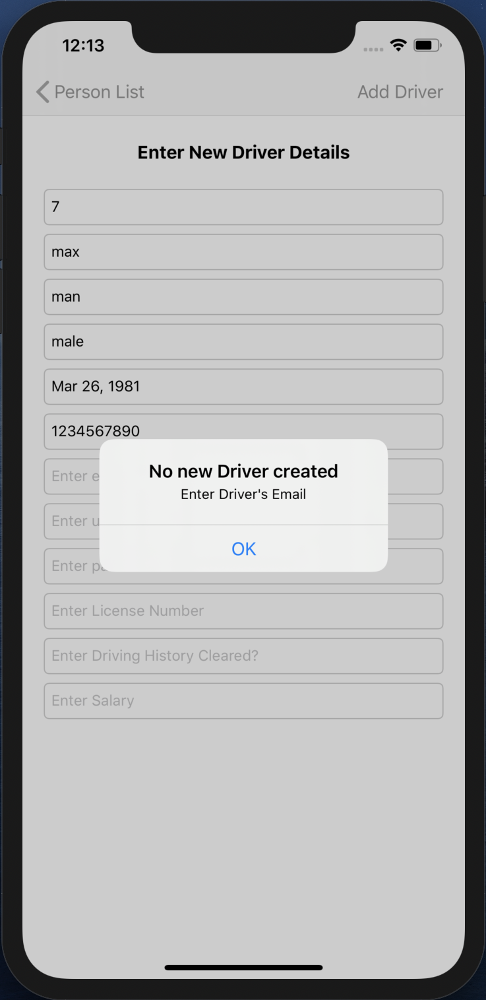 12:13
Person List
Add Driver
Enter New Driver Details
7
max
man
male
Mar 26, 1981
1234567890
No new Driver created
Enter
Enter Driver's Email
Enter
OK
Enter
Enter License Number
Enter Driving History Cleared?
Enter Salary